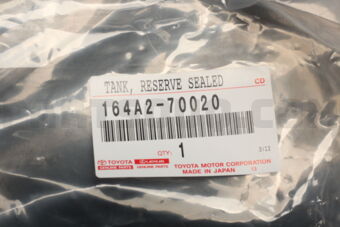 TANK, RESERVE SEALED
CD
164A2-70020
QTY: 1
TOYOTA LEXUS TOYOTA MOTOR CORPORATION
GENUINE PARTS GENUINE PARTS MADE IN JAPAN 13